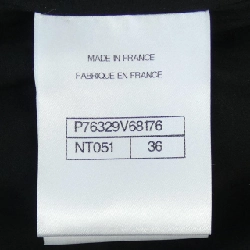 MADE IN FRANCE
FABRIQUE EN FRANCE
P76329V68176
NT051 36